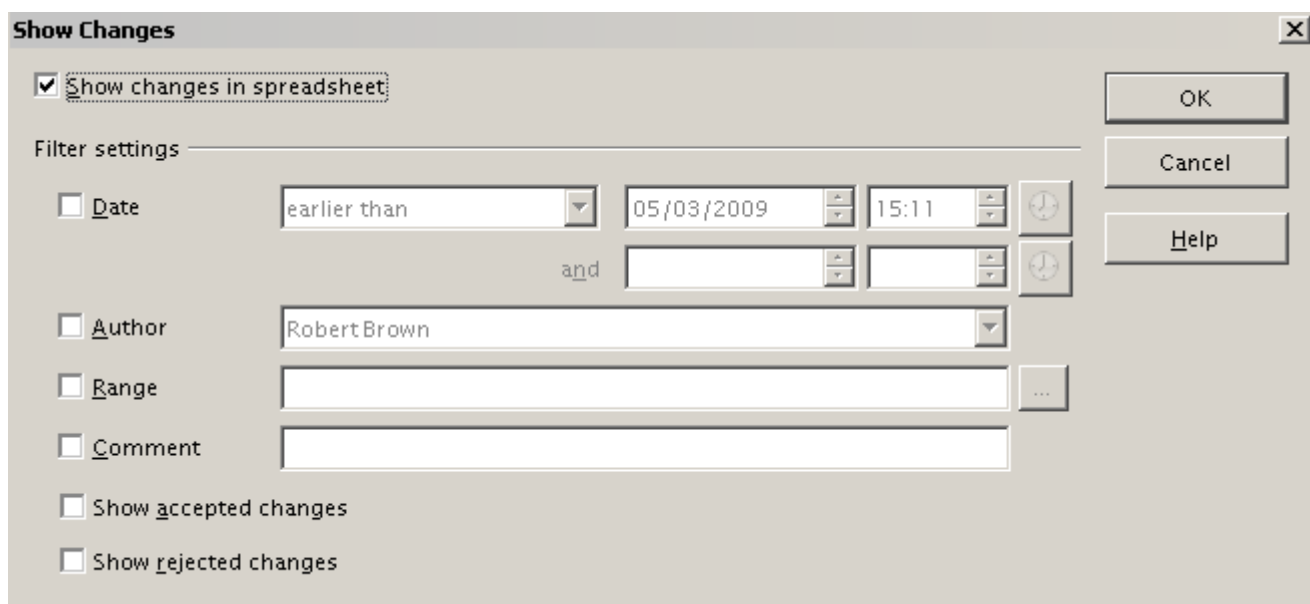 Show Changes
Show changes in spreadsheet
OK
Filter settings
Cancel
Date earlier than 05/03/2009 15:11
Help
and
Author Robert Brown
Range ...
Comment
Show accepted changes
Show rejected changes